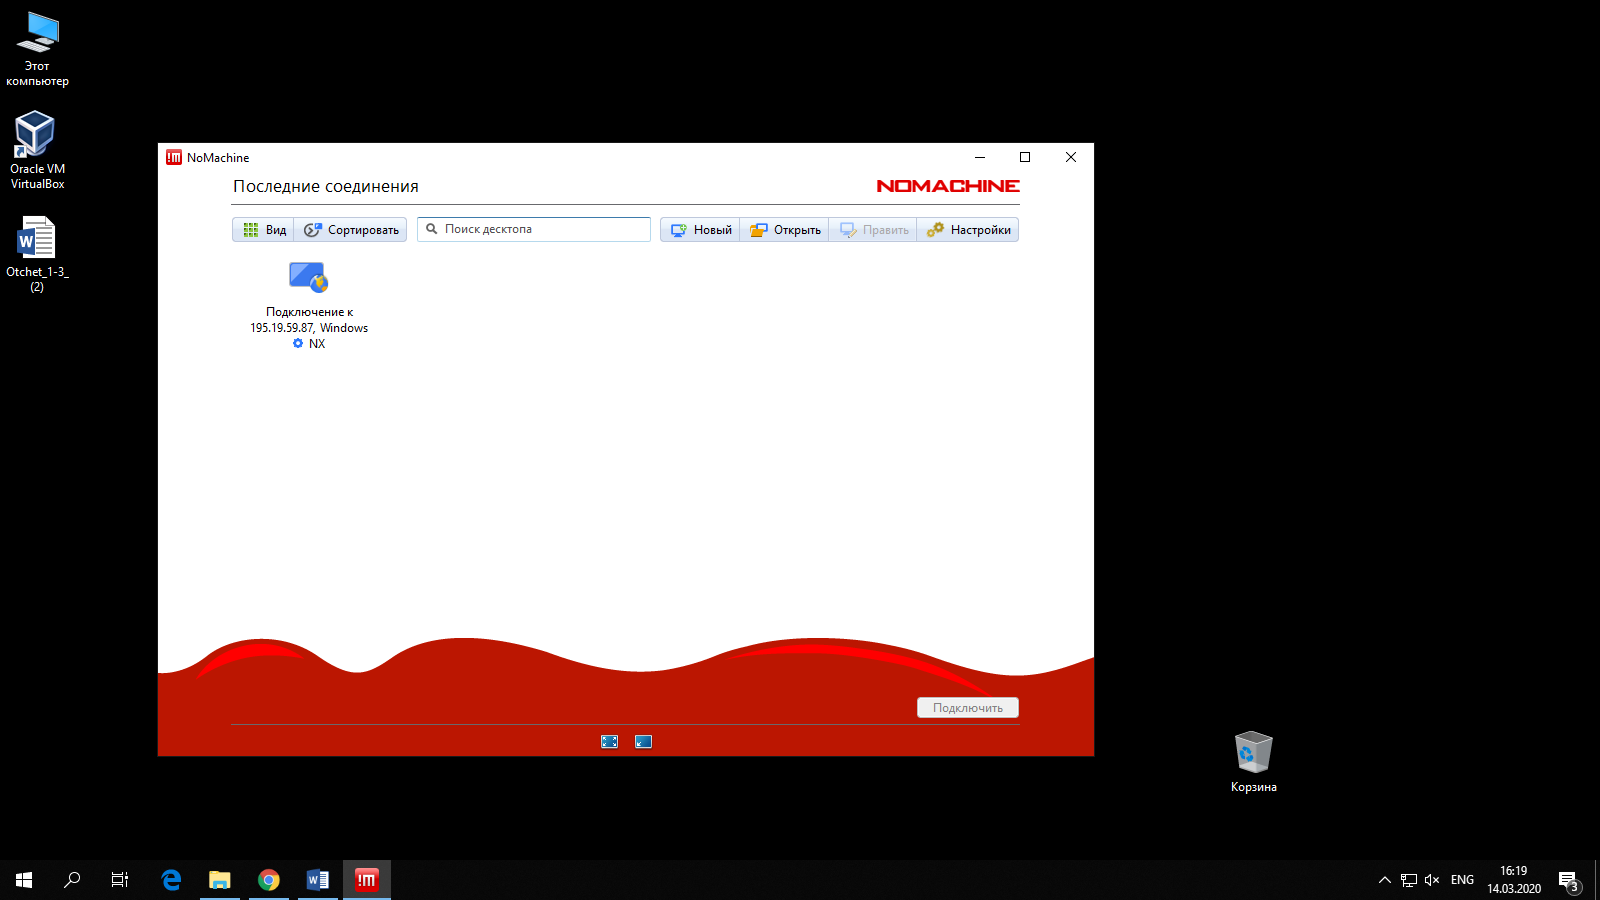 Этот
компьютер
Oracle VM
VirtualBox
Otchet_1-3_
(2)
NoMachine
Последние соединения
NOMACHINE
Вид
Сортировать
Поиск десктопа
Новый
Открыть
Править
Настройки
Подключение к
195.19.59.87, Windows
NX
Подключить
Корзина
!m
ENG
16:19
14.03.2020
3